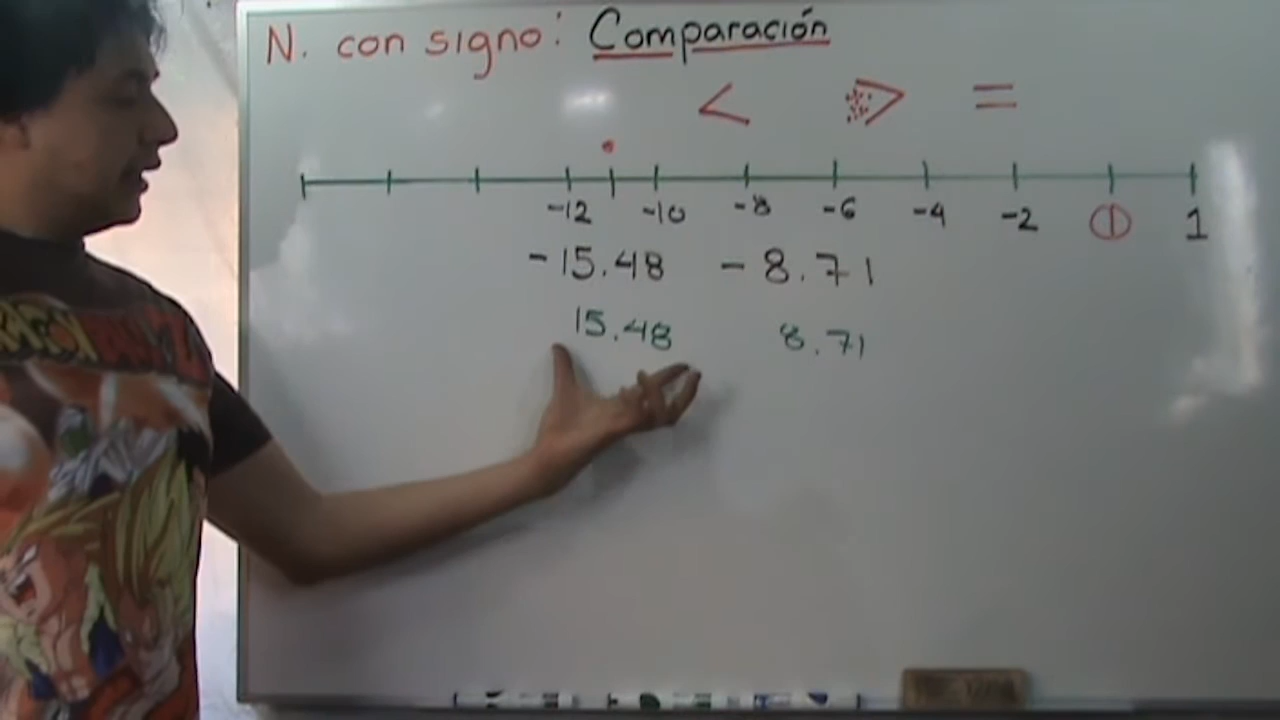 N. con signo: Comparación
< > =
-12 -10 -8 -6 -4 -2 0 1
-15.48 -8.71
15.48 8.71